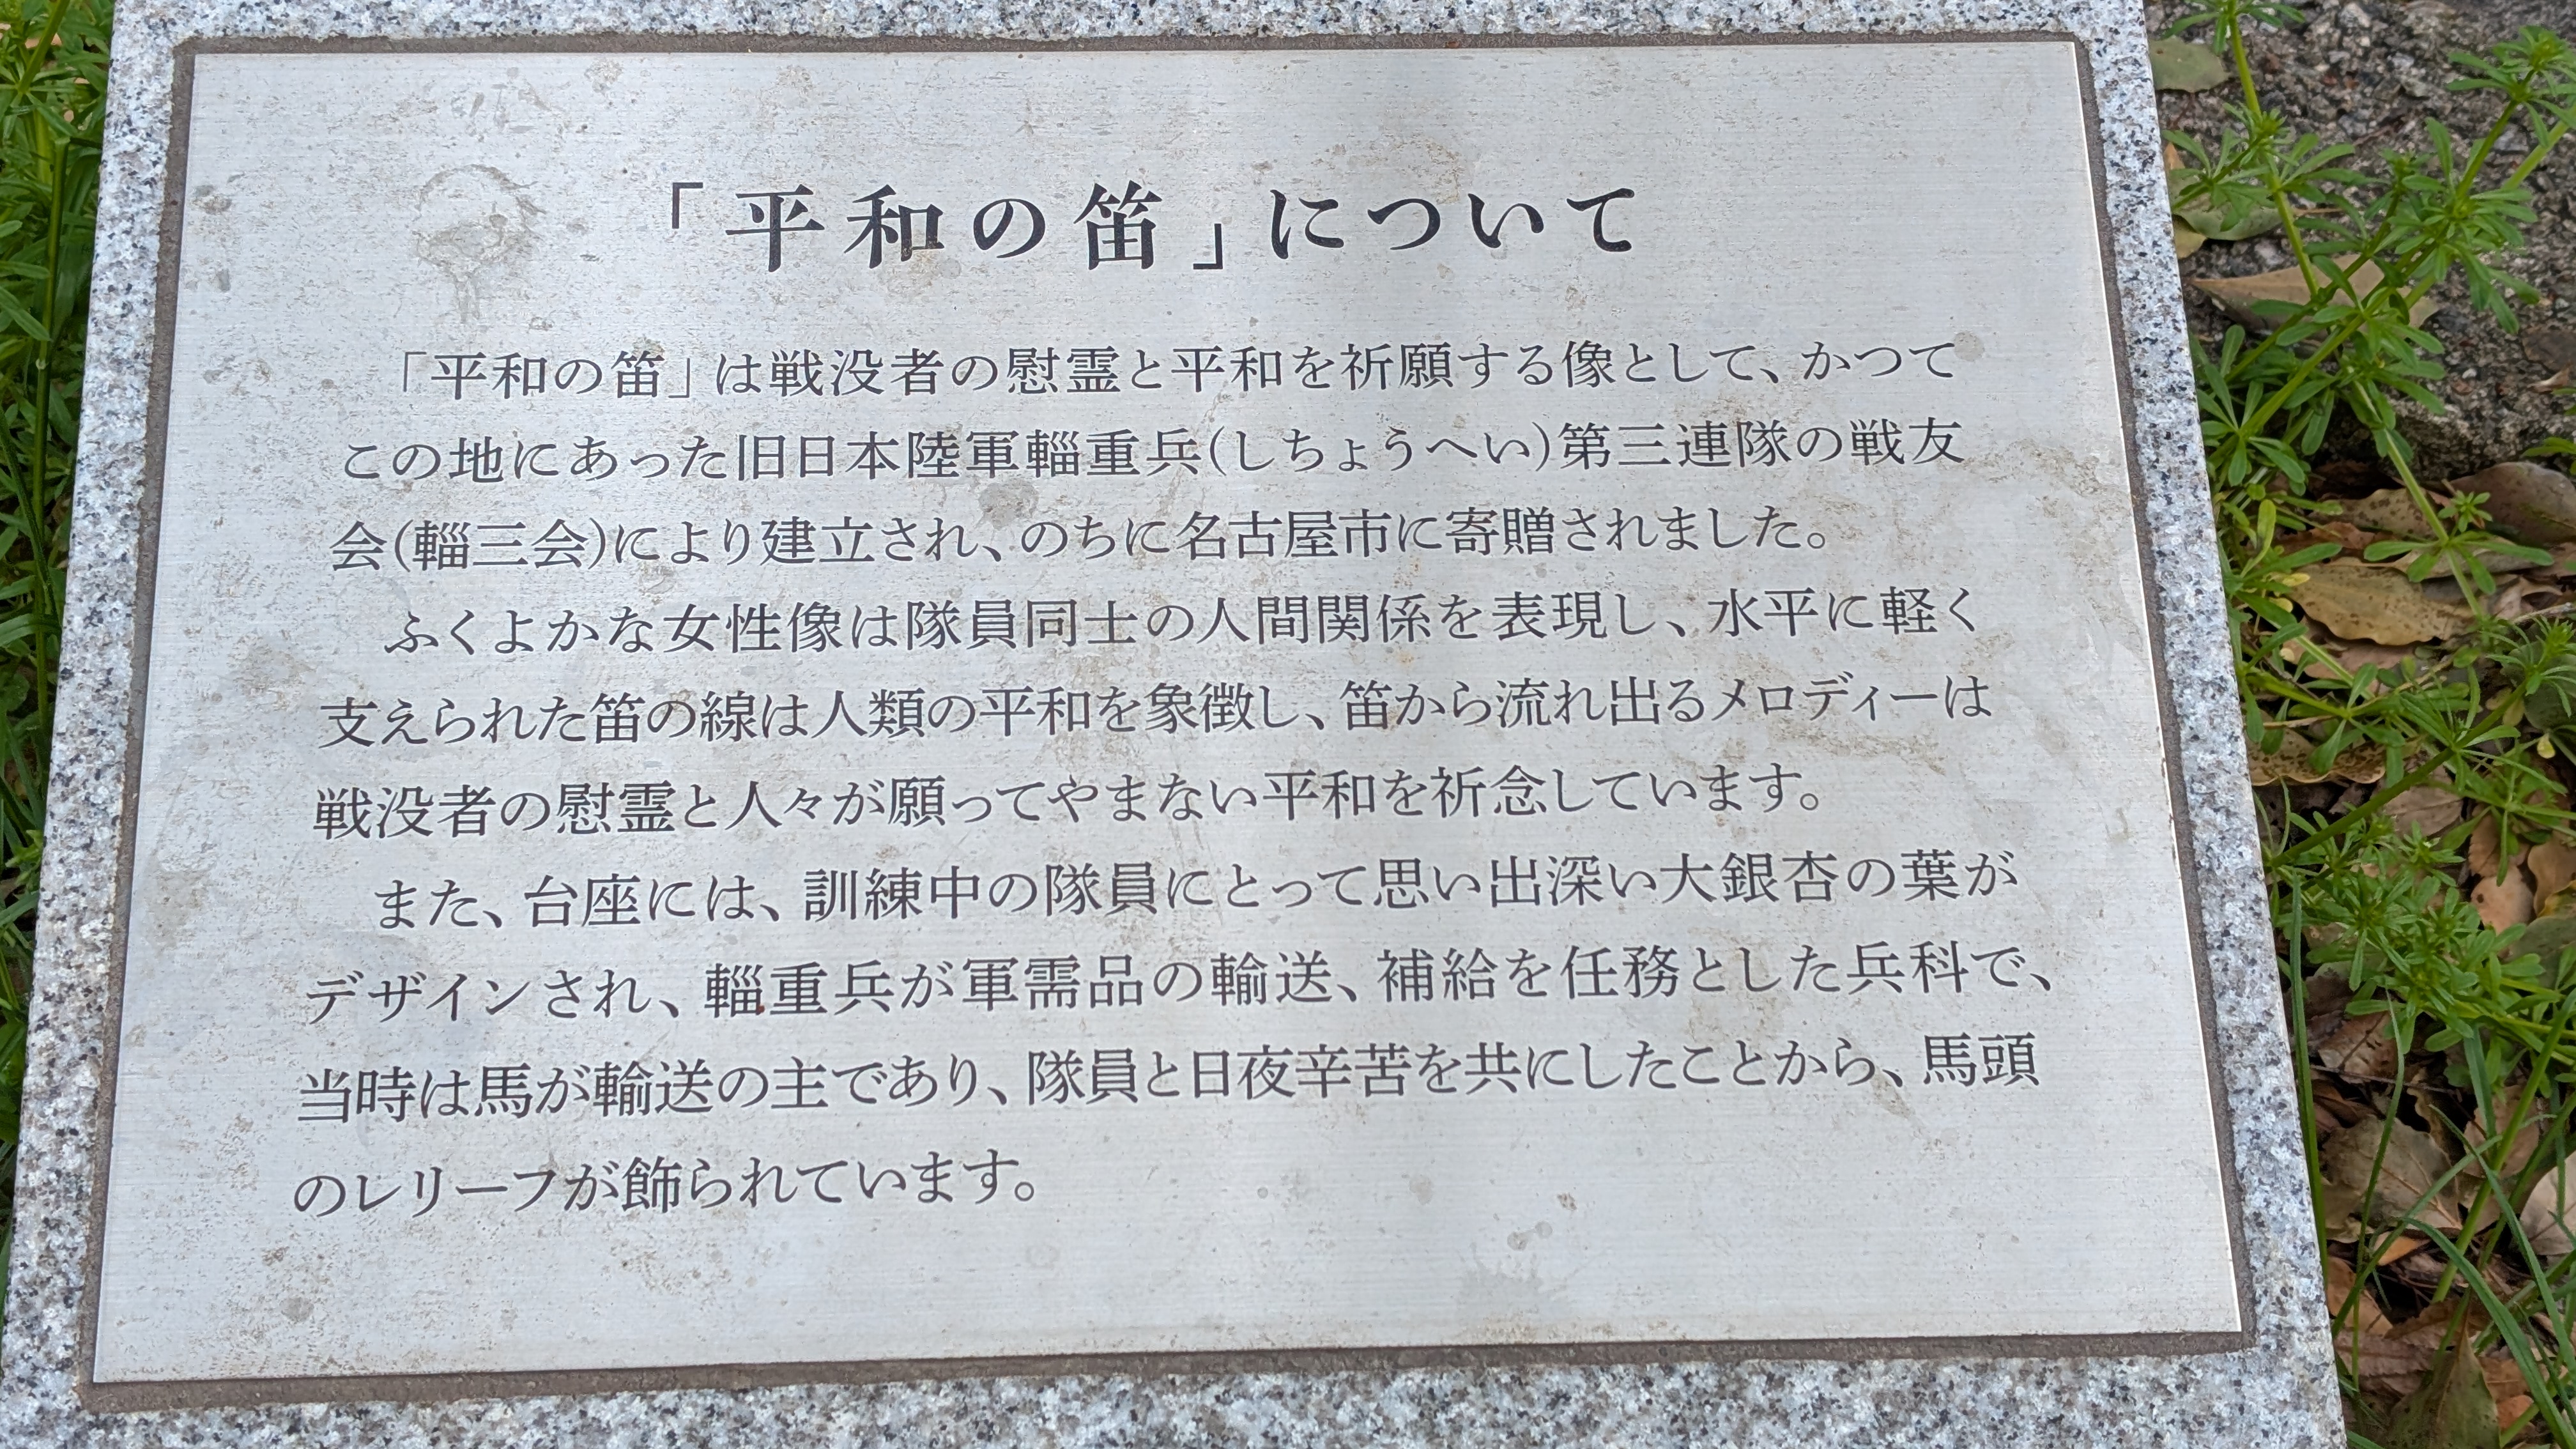 「平和の笛」について
「平和の笛」は戦没者の慰霊と平和を祈願する像として、かつて
この地にあった旧日本陸軍輜重兵(しちょうへい)第三連隊の戦友
会(輜三会)により建立され、のちに名古屋市に寄贈されました。
ふくよかな女性像は隊員同士の人間関係を表現し、水平に軽く
支えられた笛の線は人類の平和を象徴し、笛から流れ出るメロディーは
戦没者の慰霊と人々が願ってやまない平和を祈念しています。
また、台座には、訓練中の隊員にとって思い出深い大銀杏の葉が
デザインされ、輜重兵が軍需品の輸送、補給を任務とした兵科で、
当時は馬が輸送の主であり、隊員と日夜辛苦を共にしたことから、馬頭
のレリーフが飾られています。